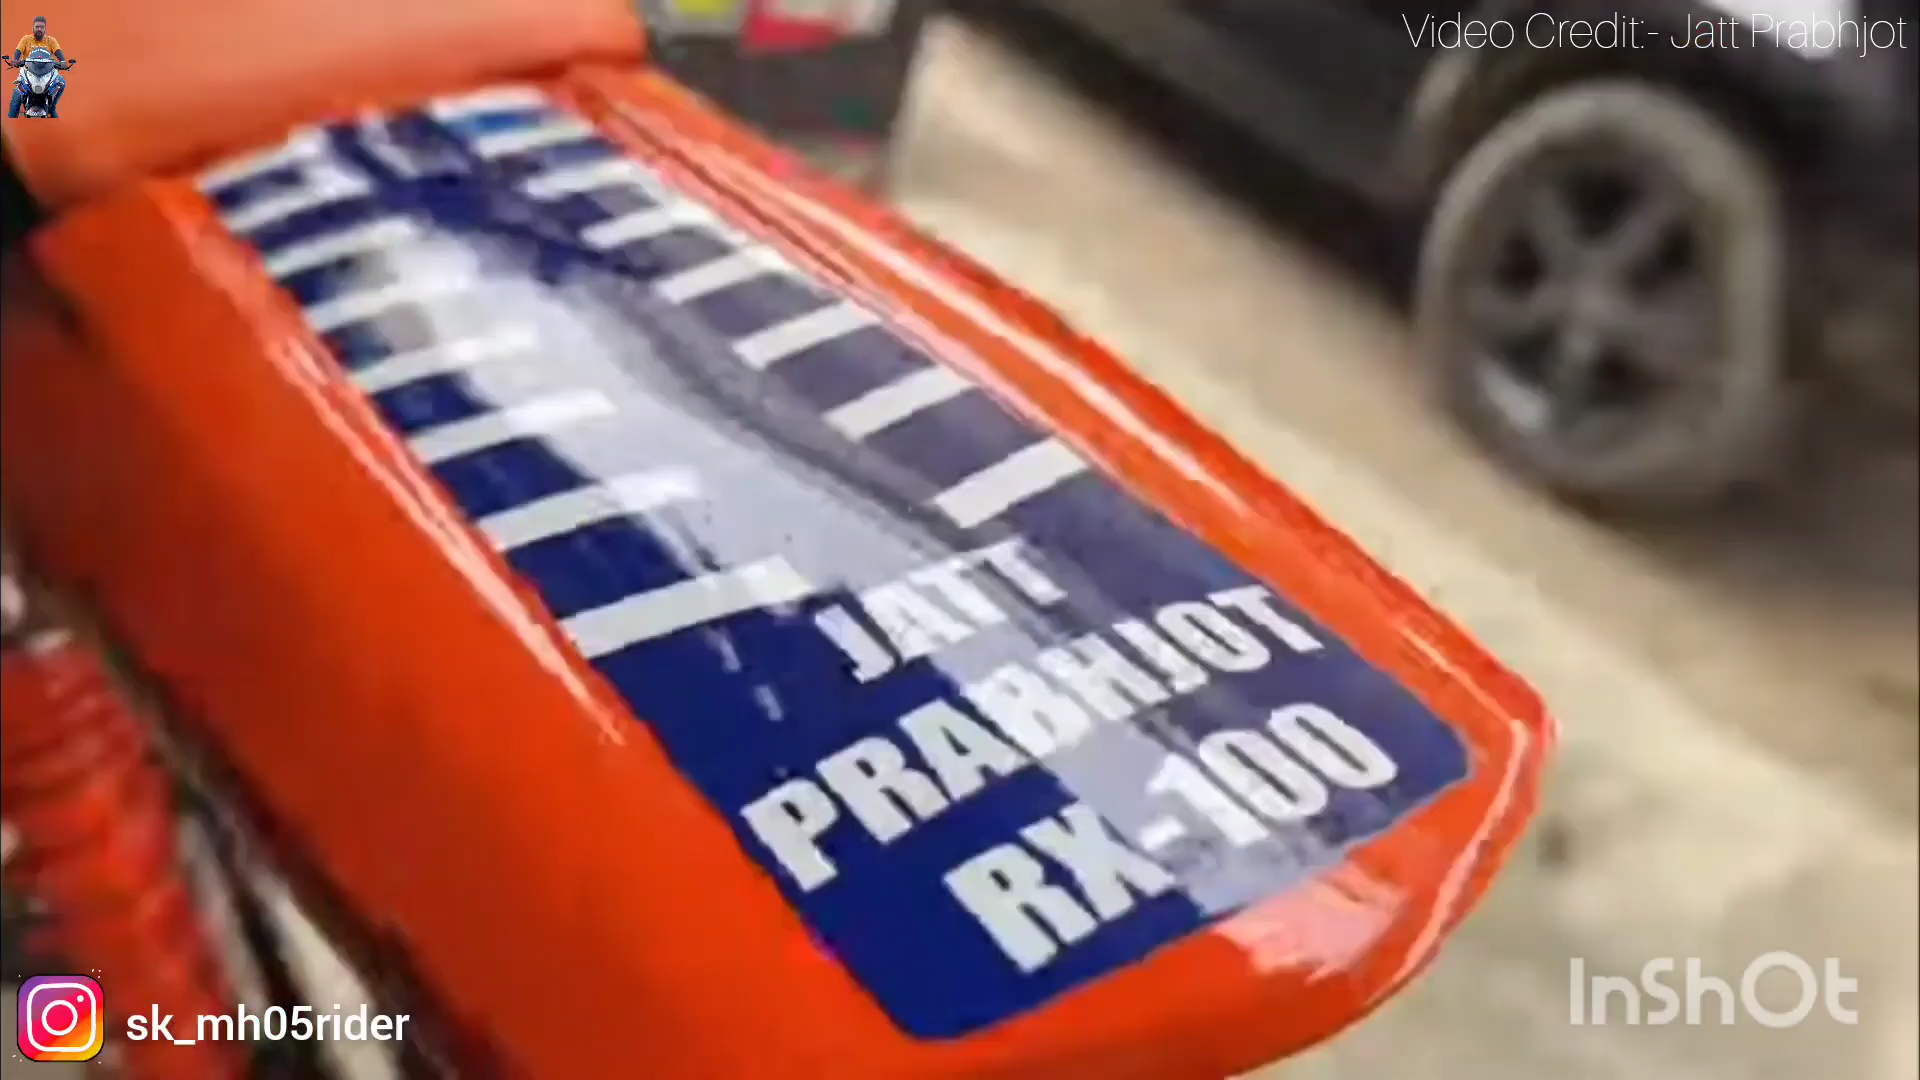 Video Credit:- Jatt Prabhjot
JATT
PRABHJOT
RX-100
sk_mh05rider
InShOt